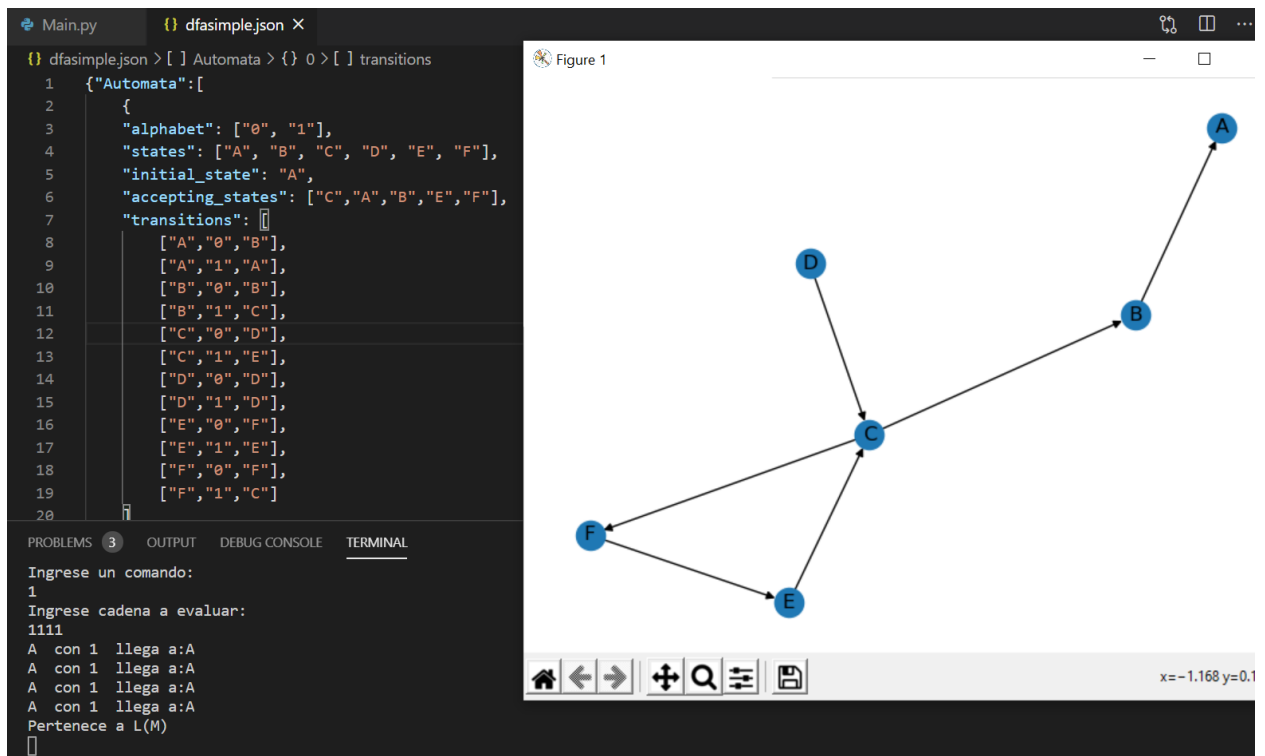 Main.py
{} dfasimple.json ✕
...
{} dfasimple.json > [ ] Automata > {} 0 > [ ] transitions
1 {"Automata":[
2 {
3 "alphabet": ["0", "1"],
4 "states": ["A", "B", "C", "D", "E", "F"],
5 "initial_state": "A",
6 "accepting_states": ["C","A","B","E","F"],
7 "transitions": [
8 ["A","0","B"],
9 ["A","1","A"],
10 ["B","0","B"],
11 ["B","1","C"],
12 ["C","0","D"],
13 ["C","1","E"],
14 ["D","0","D"],
15 ["D","1","D"],
16 ["E","0","F"],
17 ["E","1","E"],
18 ["F","0","F"],
19 ["F","1","C"]
20 ]
PROBLEMS 3 OUTPUT DEBUG CONSOLE TERMINAL
Ingrese un comando:
1
Ingrese cadena a evaluar:
1111
A con 1 llega a:A
A con 1 llega a:A
A con 1 llega a:A
A con 1 llega a:A
Pertenece a L(M)
Figure 1
A
D
B
C
F
E
x=-1.168 y=0.1